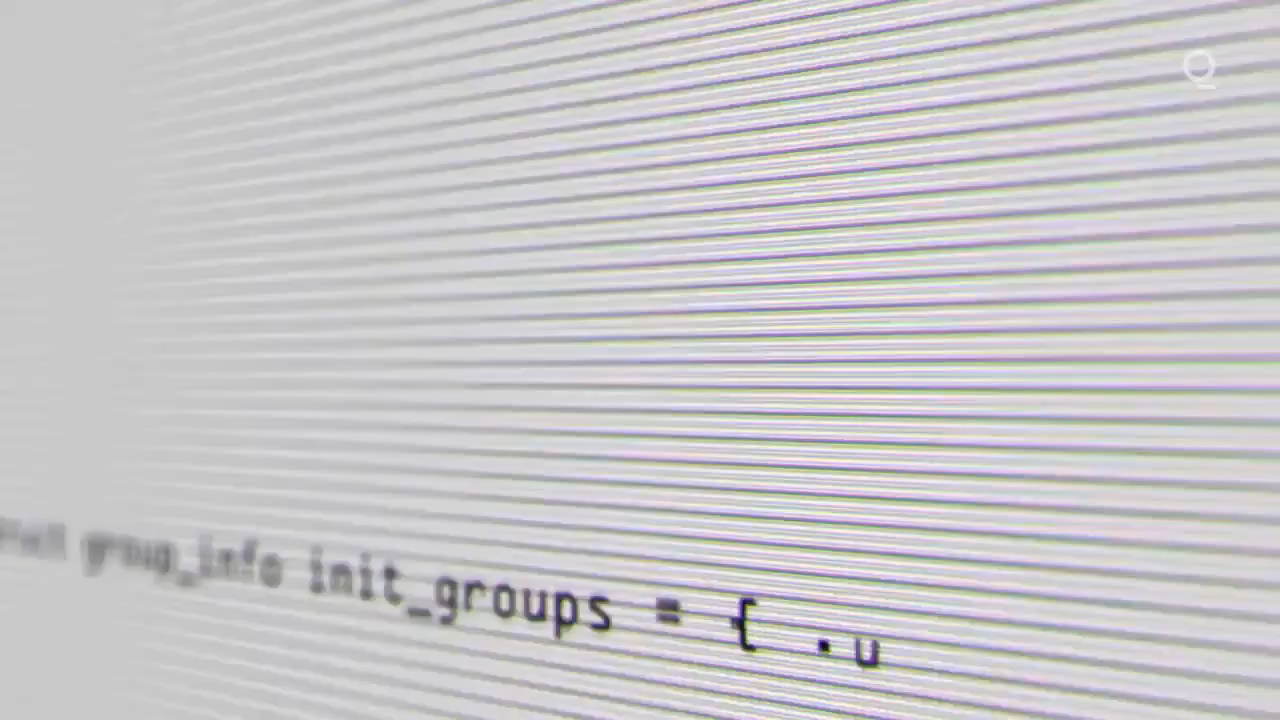 group_info init_groups = { .u